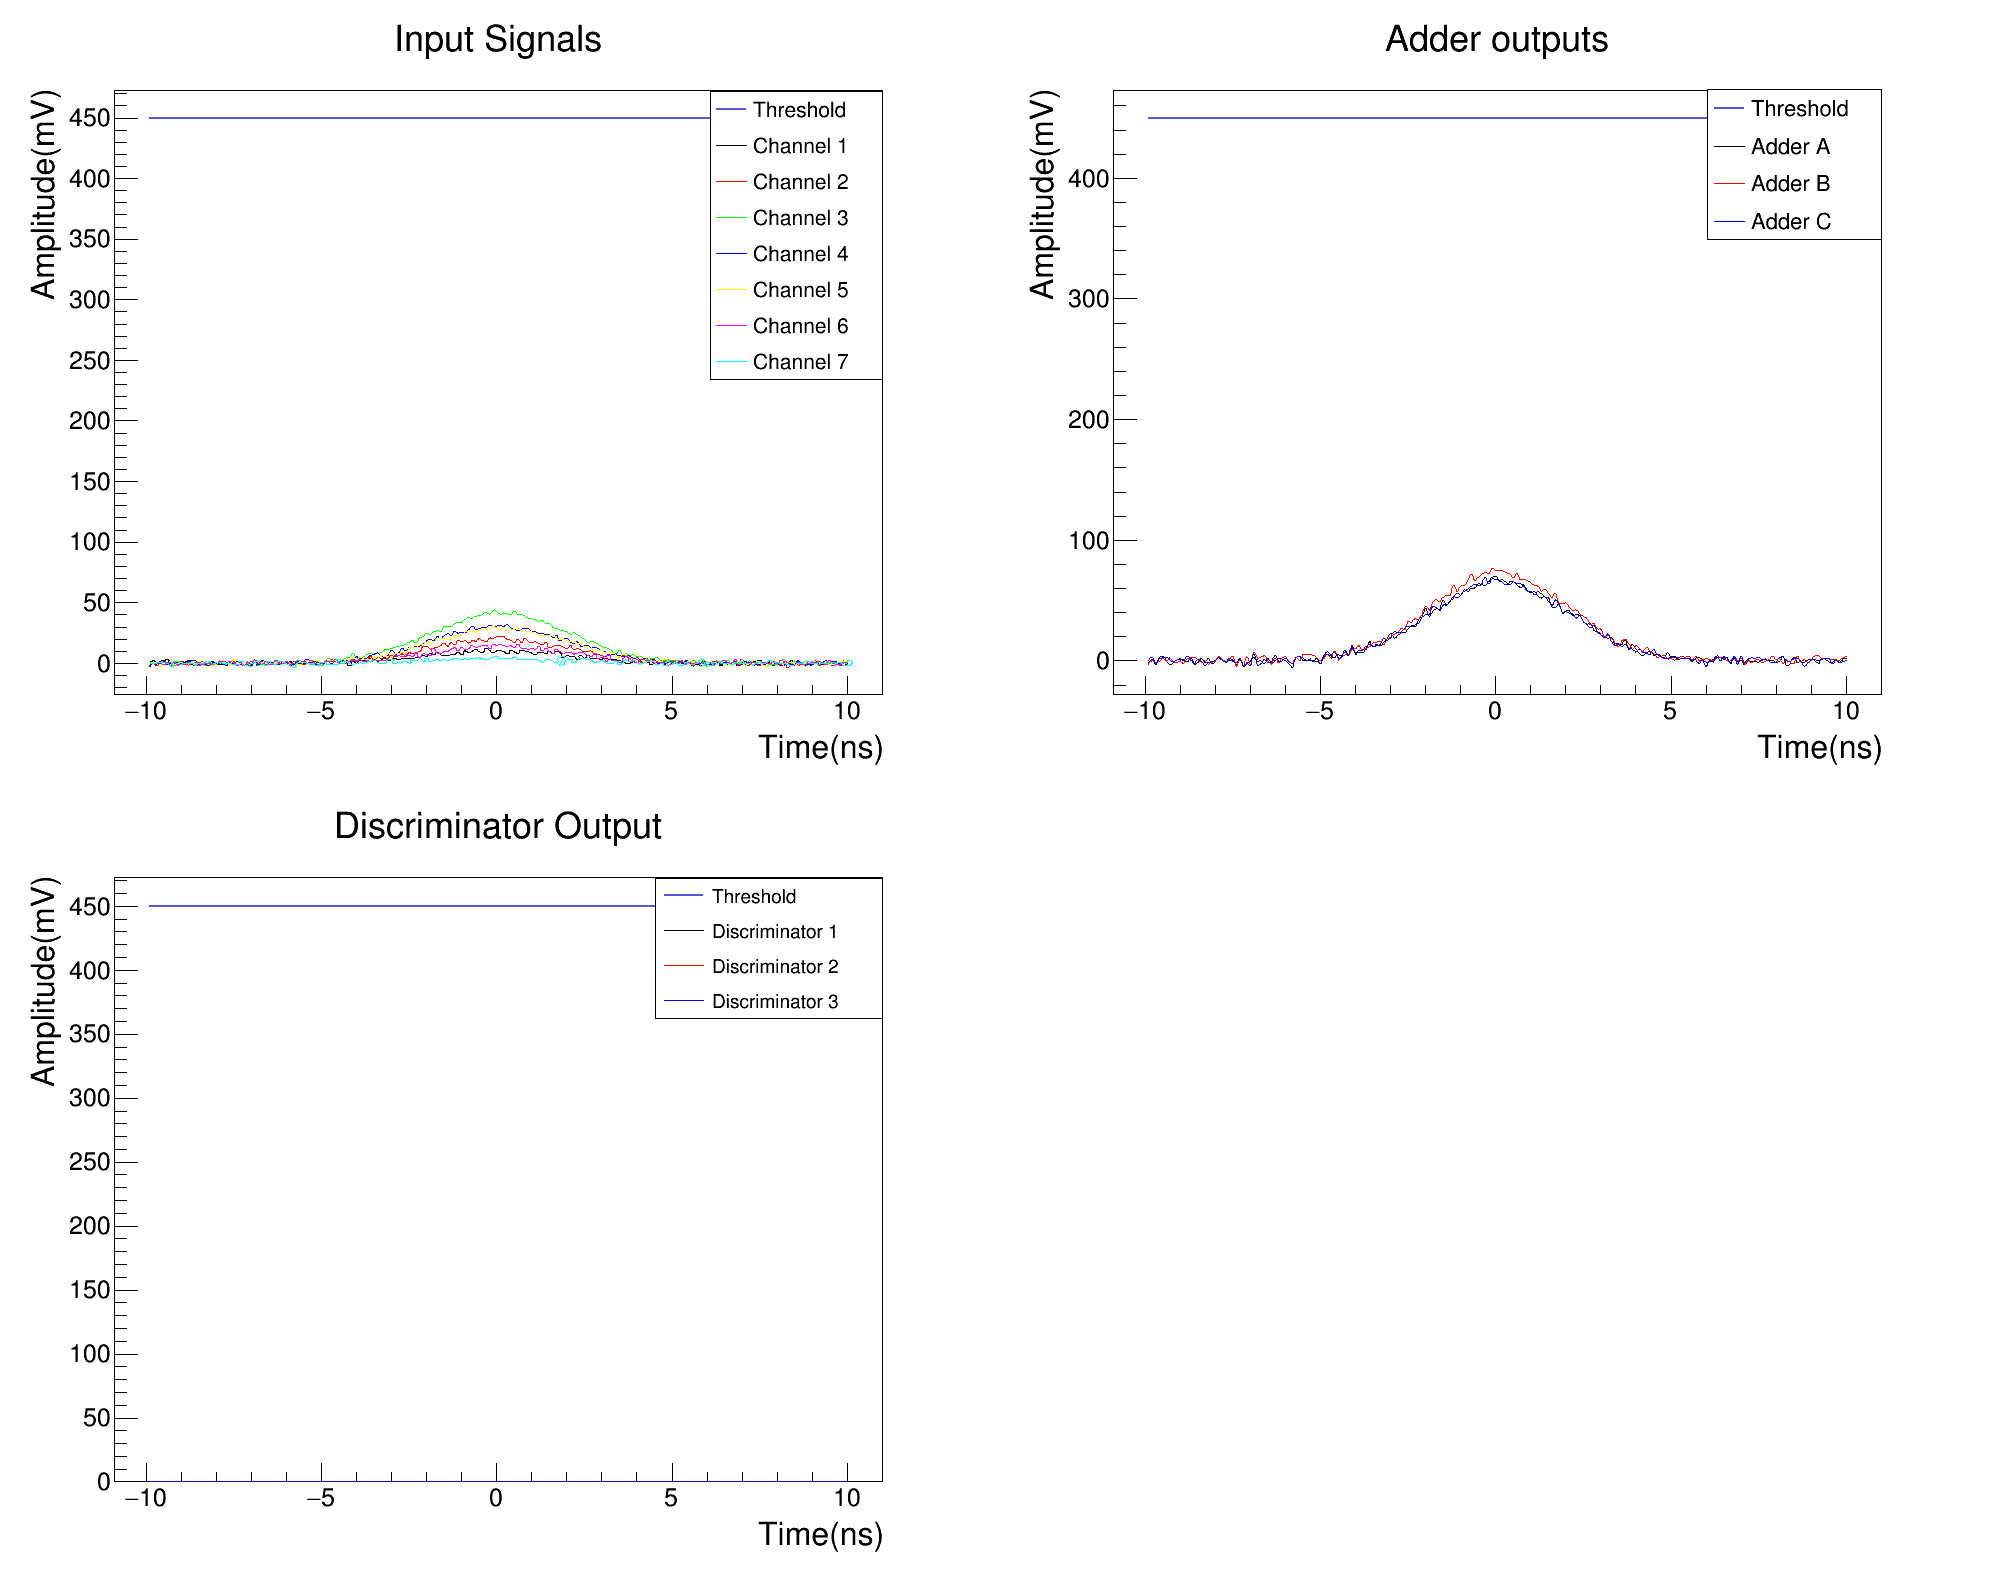 Input Signals
Amplitude(mV)
450
400
350
300
250
200
150
100
50
0
−10
−5
0
5
10
Time(ns)
Threshold
Channel 1
Channel 2
Channel 3
Channel 4
Channel 5
Channel 6
Channel 7
Adder outputs
Amplitude(mV)
400
300
200
100
0
−10
−5
0
5
10
Time(ns)
Threshold
Adder A
Adder B
Adder C
Discriminator Output
Amplitude(mV)
450
400
350
300
250
200
150
100
50
0
−10
−5
0
5
10
Time(ns)
Threshold
Discriminator 1
Discriminator 2
Discriminator 3